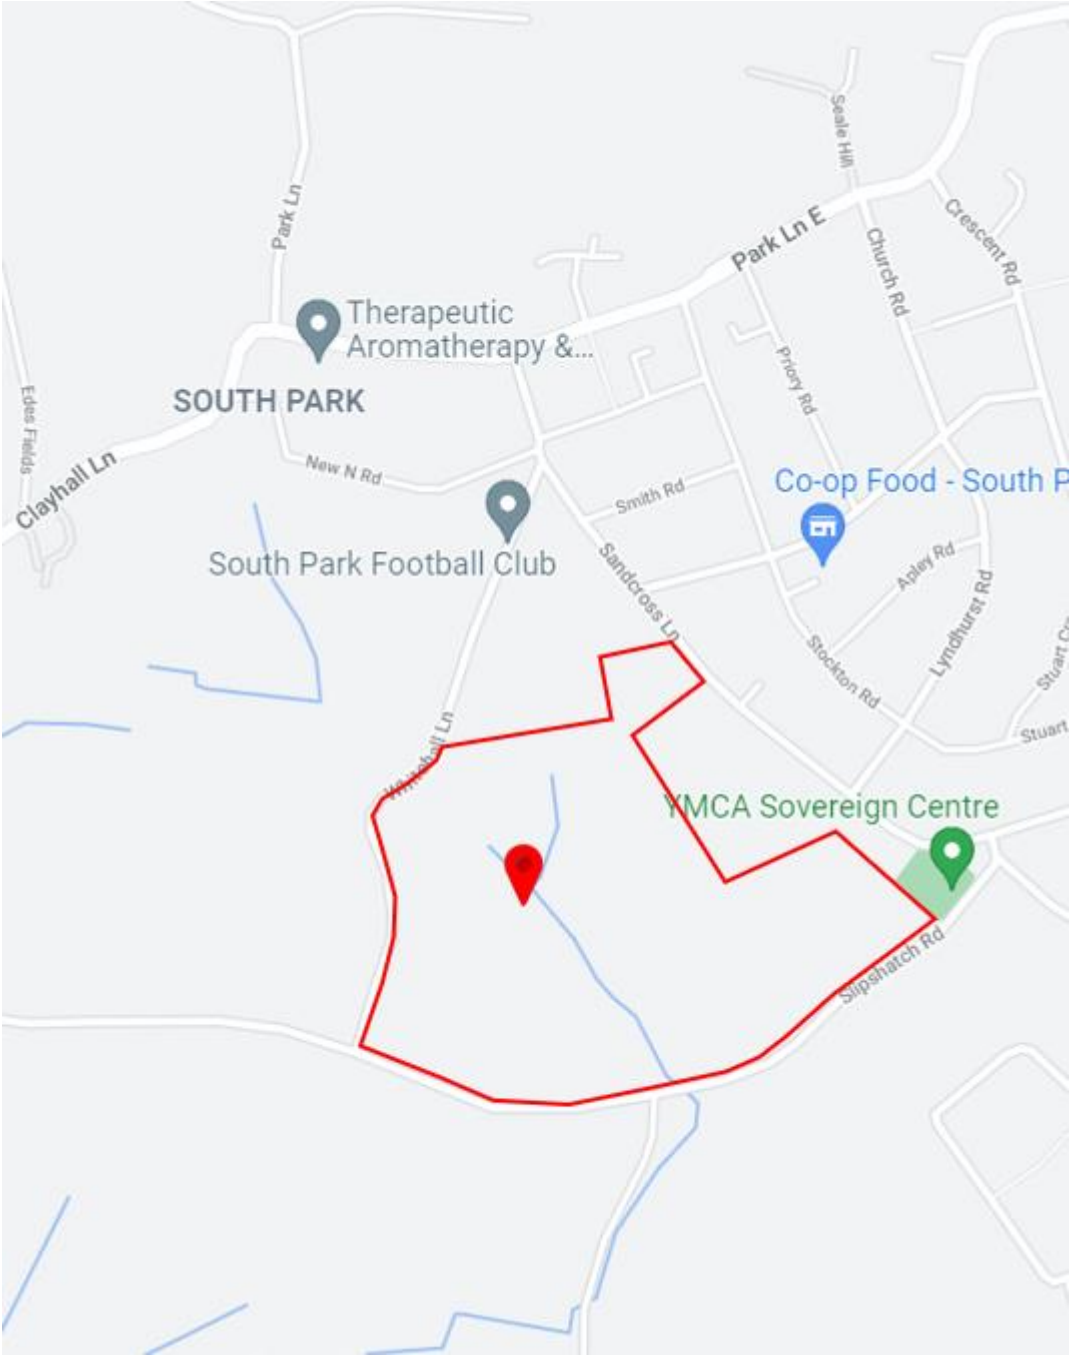 Seale Hill
Park Ln
Park Ln E
Crescent Rd
Church Rd
Therapeutic
Aromatherapy &...
Priory Rd
SOUTH PARK
Edes Fields
Clayhall Ln
New N Rd
Smith Rd
Co-op Food - South P
South Park Football Club
Sandcross Ln
Apley Rd
Lyndhurst Rd
Stockton Rd
Stuart Cr
Stuart
Whitehall Ln
YMCA Sovereign Centre
Slipshatch Rd